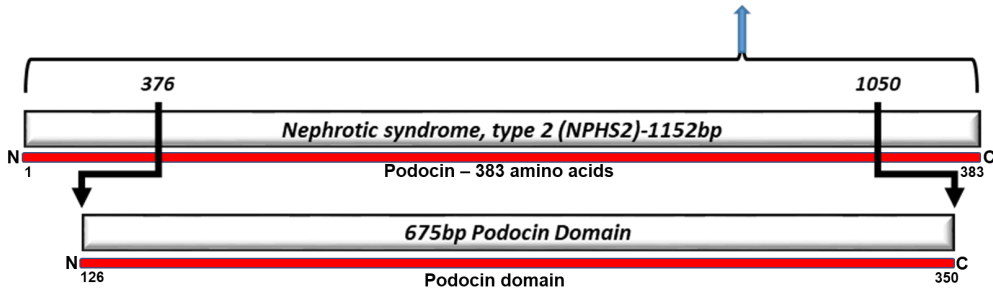 376 1050
Nephrotic syndrome, type 2 (NPHS2)-1152bp
N C
1 Podocin – 383 amino acids 383
675bp Podocin Domain
N C
126 Podocin domain 350